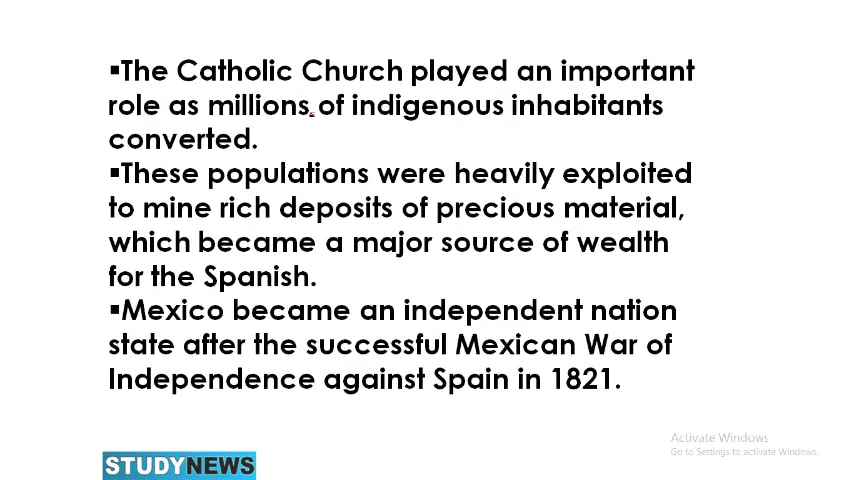 ▪The Catholic Church played an important
role as millions of indigenous inhabitants
converted.
▪These populations were heavily exploited
to mine rich deposits of precious material,
which became a major source of wealth
for the Spanish.
▪Mexico became an independent nation
state after the successful Mexican War of
Independence against Spain in 1821.
Activate Windows
Go to Settings to activate Windows.
STUDYNEWS